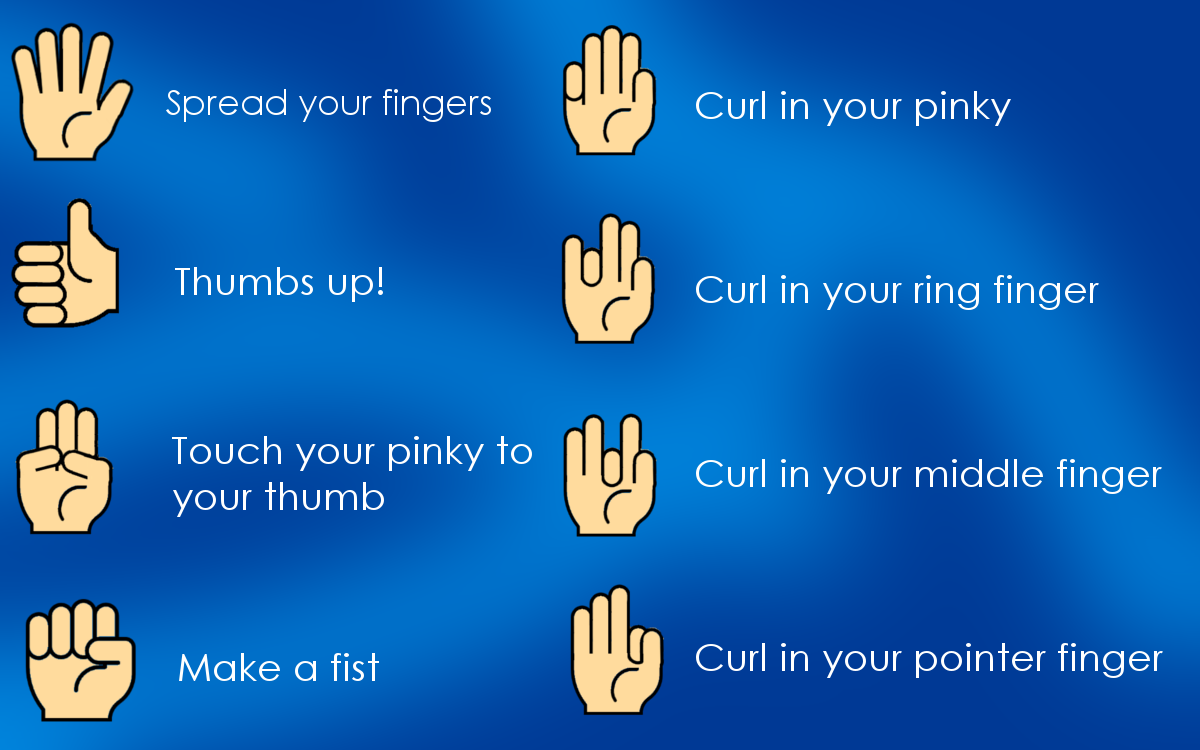 Spread your fingers
Thumbs up!
Touch your pinky to
your thumb
Make a fist
Curl in your pinky
Curl in your ring finger
Curl in your middle finger
Curl in your pointer finger